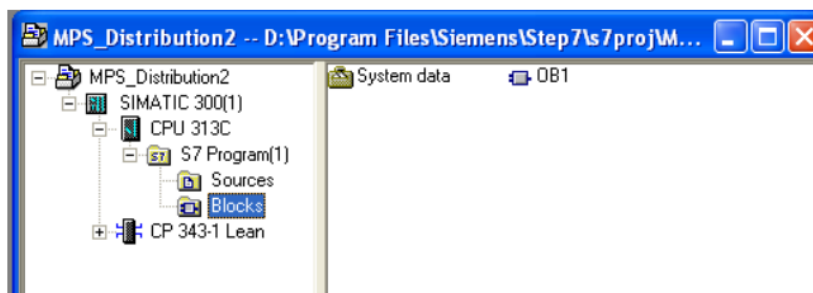 MPS_Distribution2 -- D:\Program Files\Siemens\Step7\s7proj\M...
MPS_Distribution2
SIMATIC 300(1)
CPU 313C
S7 Program(1)
Sources
Blocks
CP 343-1 Lean
System data
OB1